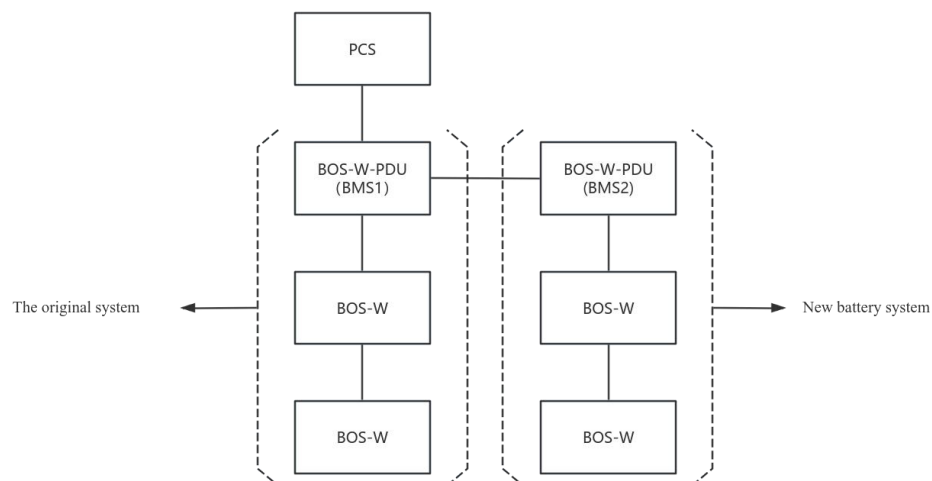 PCS
BOS-W-PDU
(BMS1)
BOS-W-PDU
(BMS2)
BOS-W
BOS-W
The original system
New battery system
BOS-W
BOS-W